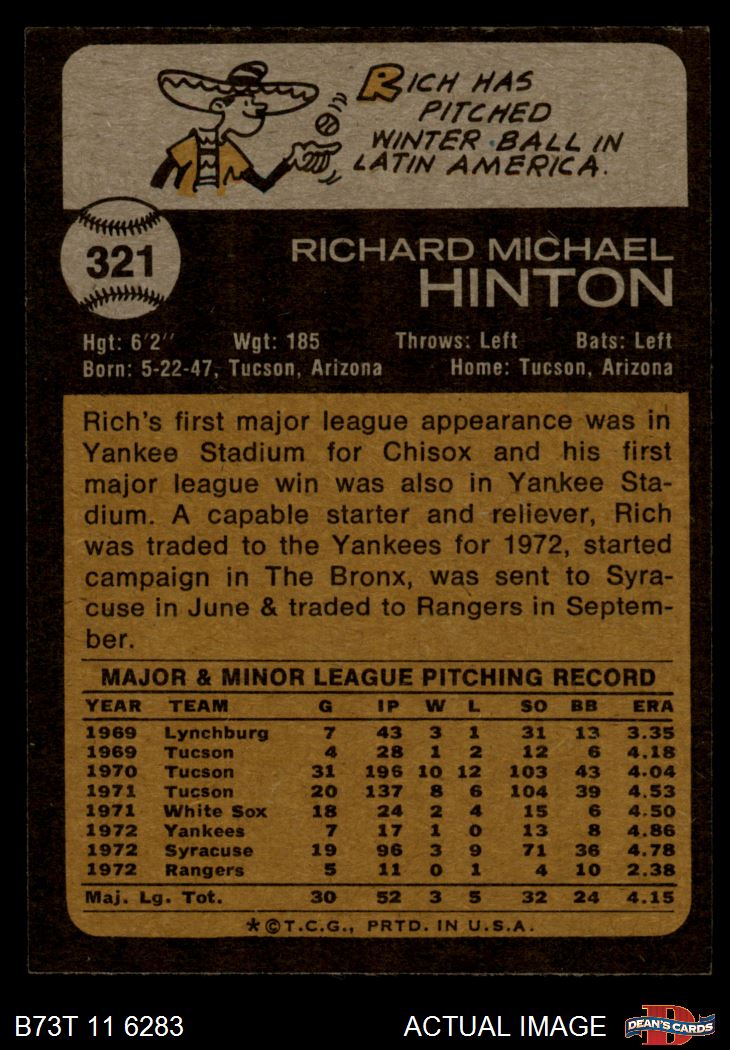 RICH HAS
PITCHED
WINTER BALL IN
LATIN AMERICA.
321
RICHARD MICHAEL
HINTON
Hgt: 6'2" Wgt: 185 Throws: Left Bats: Left
Born: 5-22-47, Tucson, Arizona Home: Tucson, Arizona
Rich's first major league appearance was in
Yankee Stadium for Chisox and his first
major league win was also in Yankee Sta-
dium. A capable starter and reliever, Rich
was traded to the Yankees for 1972, started
campaign in The Bronx, was sent to Syra-
cuse in June & traded to Rangers in Septem-
ber.
MAJOR & MINOR LEAGUE PITCHING RECORD
YEAR TEAM G IP W L SO BB ERA
1969 Lynchburg 7 43 3 1 31 13 3.35
1969 Tucson 4 28 1 2 12 6 4.18
1970 Tucson 31 196 10 12 103 43 4.04
1971 Tucson 20 137 8 6 104 39 4.53
1971 White Sox 18 24 2 4 15 6 4.50
1972 Yankees 7 17 1 0 13 8 4.86
1972 Syracuse 19 96 3 9 71 36 4.78
1972 Rangers 5 11 0 1 4 10 2.38
Maj. Lg. Tot. 30 52 3 5 32 24 4.15
*©T.C.G., PRTD. IN U.S.A.
B73T 11 6283 ACTUAL IMAGE
D
DEAN'S CARDS